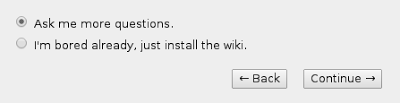 Ask me more questions.
I'm bored already, just install the wiki.
← Back Continue →